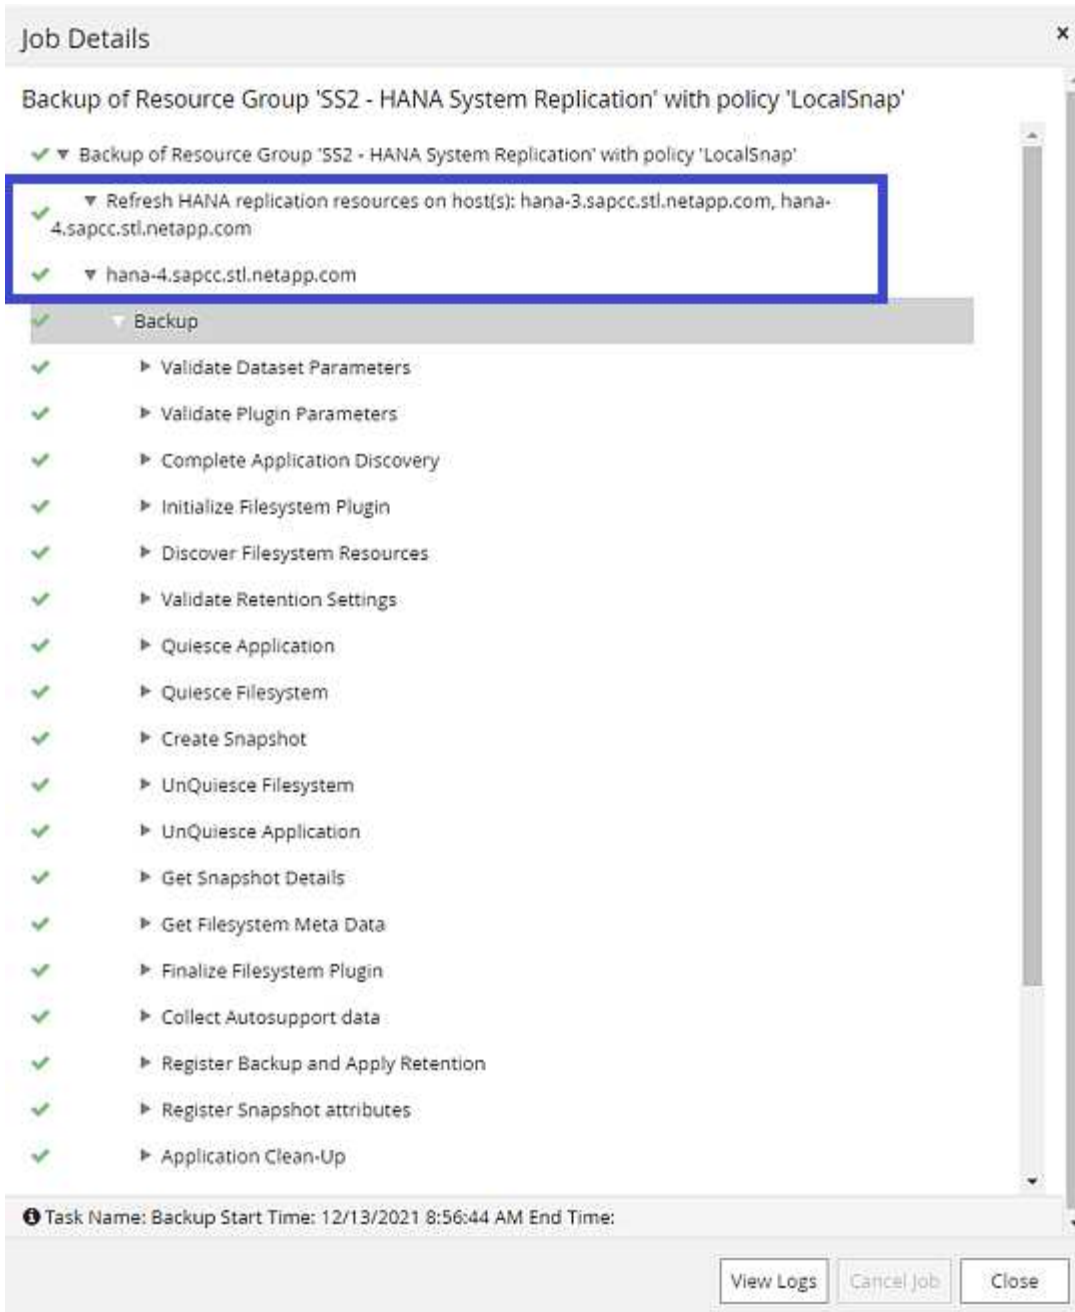 Job Details
×
Backup of Resource Group 'SS2 - HANA System Replication' with policy 'LocalSnap'
Backup of Resource Group 'SS2 - HANA System Replication' with policy 'LocalSnap'
Refresh HANA replication resources on host(s): hana-3.sapcc.stl.netapp.com, hana-
4.sapcc.stl.netapp.com
hana-4.sapcc.stl.netapp.com
Backup
Validate Dataset Parameters
Validate Plugin Parameters
Complete Application Discovery
Initialize Filesystem Plugin
Discover Filesystem Resources
Validate Retention Settings
Quiesce Application
Quiesce Filesystem
Create Snapshot
UnQuiesce Filesystem
UnQuiesce Application
Get Snapshot Details
Get Filesystem Meta Data
Finalize Filesystem Plugin
Collect Autosupport data
Register Backup and Apply Retention
Register Snapshot attributes
Application Clean-Up
Task Name: Backup Start Time: 12/13/2021 8:56:44 AM End Time:
View Logs
Cancel Job
Close